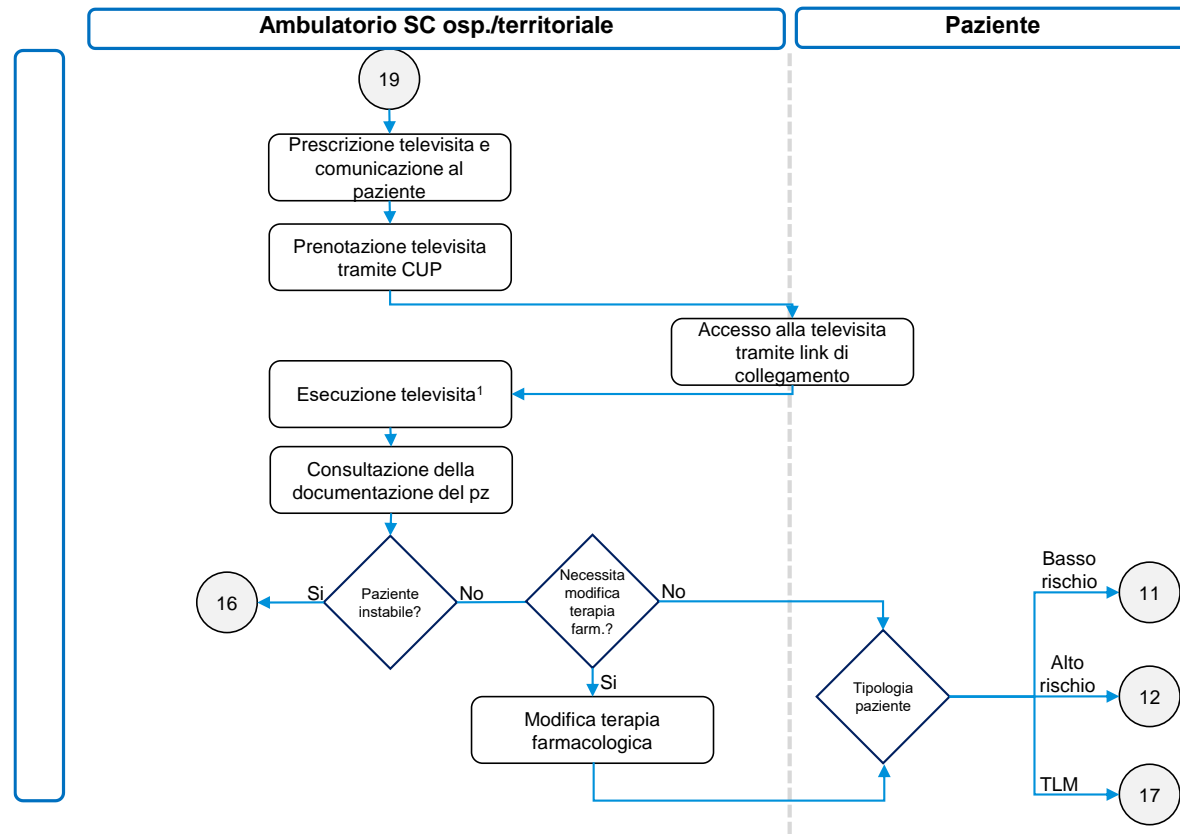 Ambulatorio SC osp./territoriale
Paziente
19
Prescrizione televisita e
comunicazione al
paziente
Prenotazione televisita
tramite CUP
Accesso alla televisita
tramite link di
collegamento
Esecuzione televisita¹
Consultazione della
documentazione del pz
16
Si
Paziente
instabile?
No
Necessita
modifica
terapia
farm.?
No
Si
Modifica terapia
farmacologica
Tipologia
paziente
Basso
rischio
11
Alto
rischio
12
TLM
17